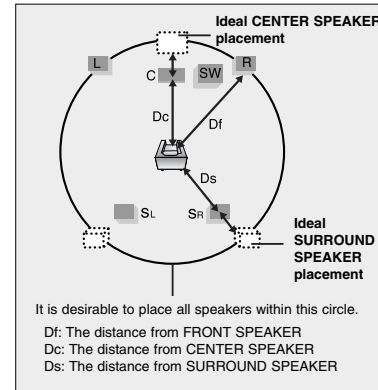 Ideal CENTER SPEAKER
placement
L
C
SW
R
Dc
Df
Ds
SL
SR
Ideal
SURROUND
SPEAKER
placement
It is desirable to place all speakers within this circle.
Df: The distance from FRONT SPEAKER
Dc: The distance from CENTER SPEAKER
Ds: The distance from SURROUND SPEAKER